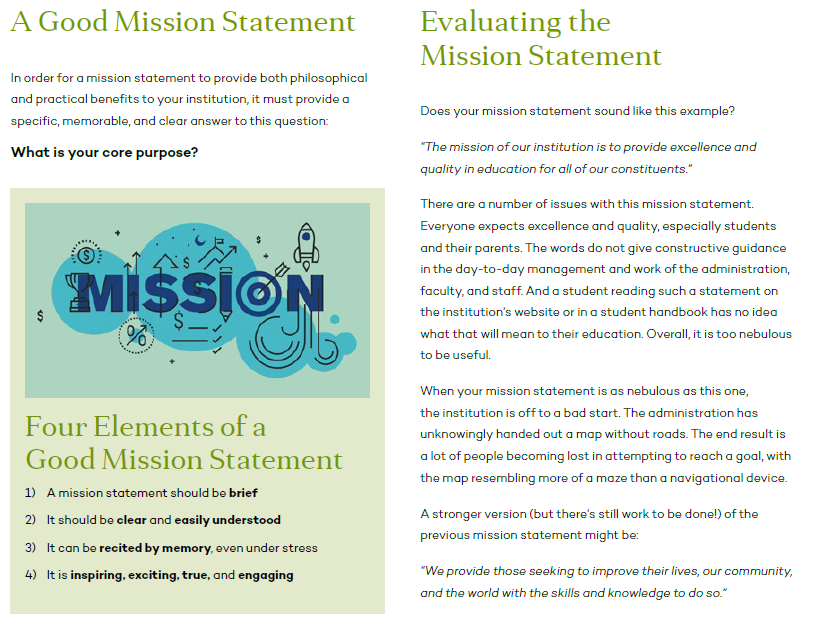 A Good Mission Statement
In order for a mission statement to provide both philosophical
and practical benefits to your institution, it must provide a
specific, memorable, and clear answer to this question:
What is your core purpose?
MISSION
Four Elements of a
Good Mission Statement
1) A mission statement should be brief
2) It should be clear and easily understood
3) It can be recited by memory, even under stress
4) It is inspiring, exciting, true, and engaging
Evaluating the
Mission Statement
Does your mission statement sound like this example?
"The mission of our institution is to provide excellence and
quality in education for all of our constituents."
There are a number of issues with this mission statement.
Everyone expects excellence and quality, especially students
and their parents. The words do not give constructive guidance
in the day-to-day management and work of the administration,
faculty, and staff. And a student reading such a statement on
the institution's website or in a student handbook has no idea
what that will mean to their education. Overall, it is too nebulous
to be useful.
When your mission statement is as nebulous as this one,
the institution is off to a bad start. The administration has
unknowingly handed out a map without roads. The end result is
a lot of people becoming lost in attempting to reach a goal, with
the map resembling more of a maze than a navigational device.
A stronger version (but there's still work to be done!) of the
previous mission statement might be:
"We provide those seeking to improve their lives, our community,
and the world with the skills and knowledge to do so."